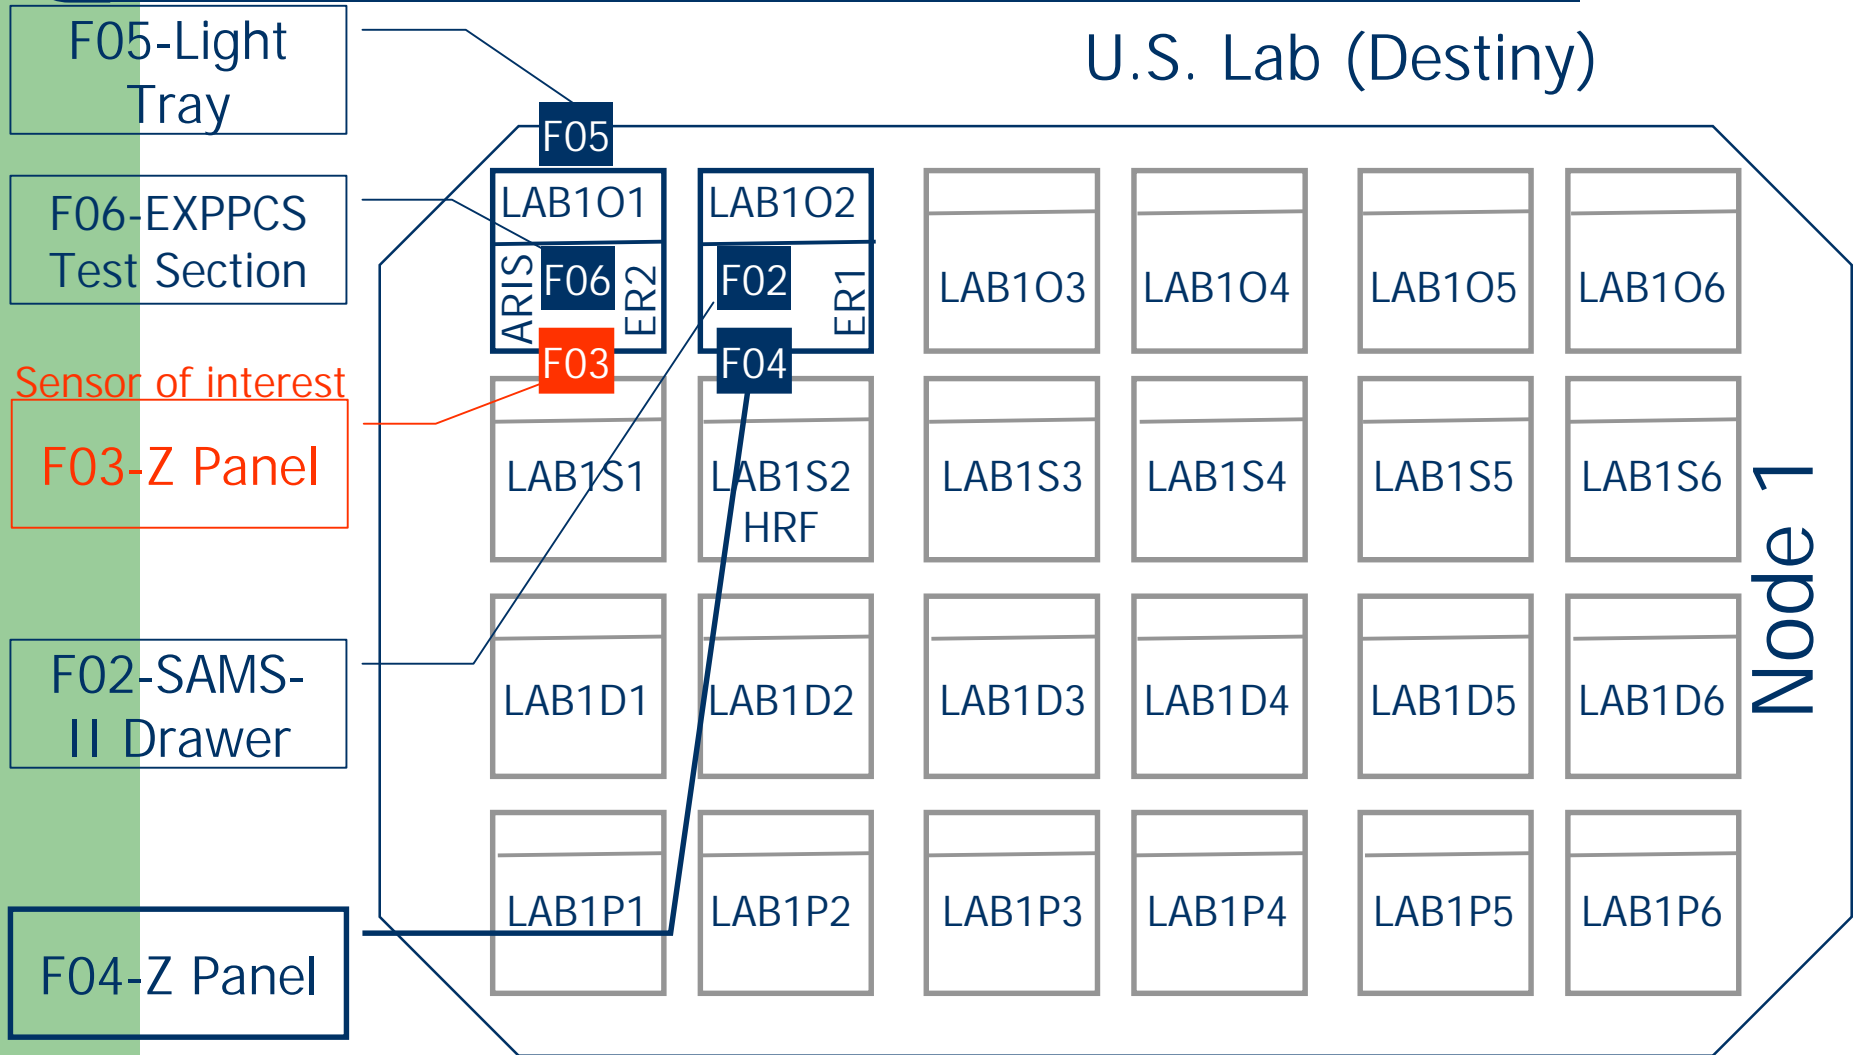 U.S. Lab (Destiny)
F05-Light
Tray
F06-EXPPCS
Test Section
Sensor of interest
F03-Z Panel
F02-SAMS-
II Drawer
F04-Z Panel
F05
LAB1O1
LAB1O2
ARIS
F06
ER2
F02
ER1
LAB1O3
LAB1O4
LAB1O5
LAB1O6
F03
F04
LAB1S1
LAB1S2
HRF
LAB1S3
LAB1S4
LAB1S5
LAB1S6
LAB1D1
LAB1D2
LAB1D3
LAB1D4
LAB1D5
LAB1D6
LAB1P1
LAB1P2
LAB1P3
LAB1P4
LAB1P5
LAB1P6
Node 1